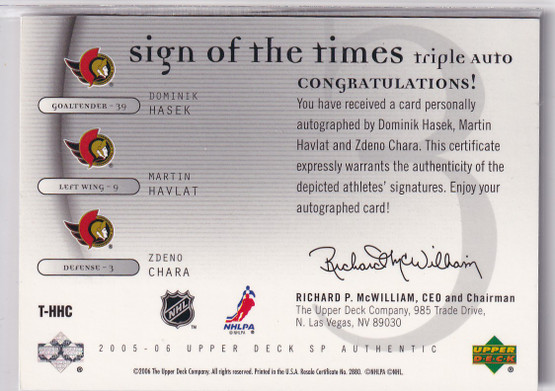 sign of the times triple Auto
CONGRATULATIONS!
GOALTENDER - 39
DOMINIK
HASEK
LEFT WING - 9
MARTIN
HAVLAT
DEFENSE - 3
ZDENO
CHARA
You have received a card personally
autographed by Dominik Hasek, Martin
Havlat and Zdeno Chara. This certificate
expressly warrants the authenticity of the
depicted athletes' signatures. Enjoy your
autographed card!
3
Richard P McWilliam
RICHARD P. McWILLIAM, CEO and Chairman
The Upper Deck Company, 985 Trade Drive,
N. Las Vegas, NV 89030
T-HHC
NHL
NHLPA
UPPER
DECK
2005-06 UPPER DECK SP AUTHENTIC
©2006 The Upper Deck Company. All rights reserved. Printed in the U.S.A. Resale Certificate No. 2880. ©NHLPA ©NHL.